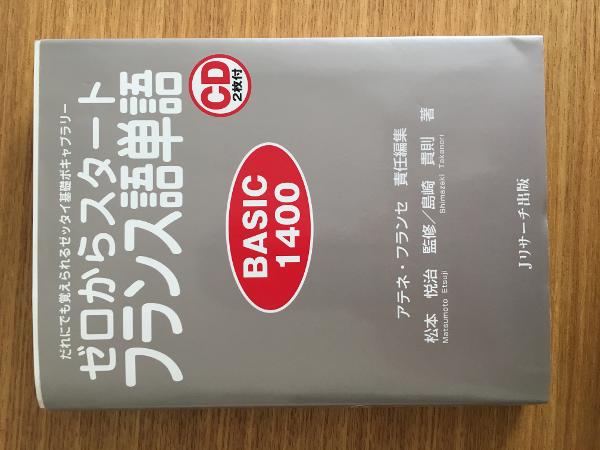 だれにでも覚えられるゼッタイ基礎ボキャブラリー
ゼロからスタート
フランス語単語
CD
2枚付
BASIC
1400
アテネ・フランセ 責任編集
松本 悦治 監修/島崎 貴則 著
Matsumoto Etsuji Shimazaki Takanori
Jリサーチ出版